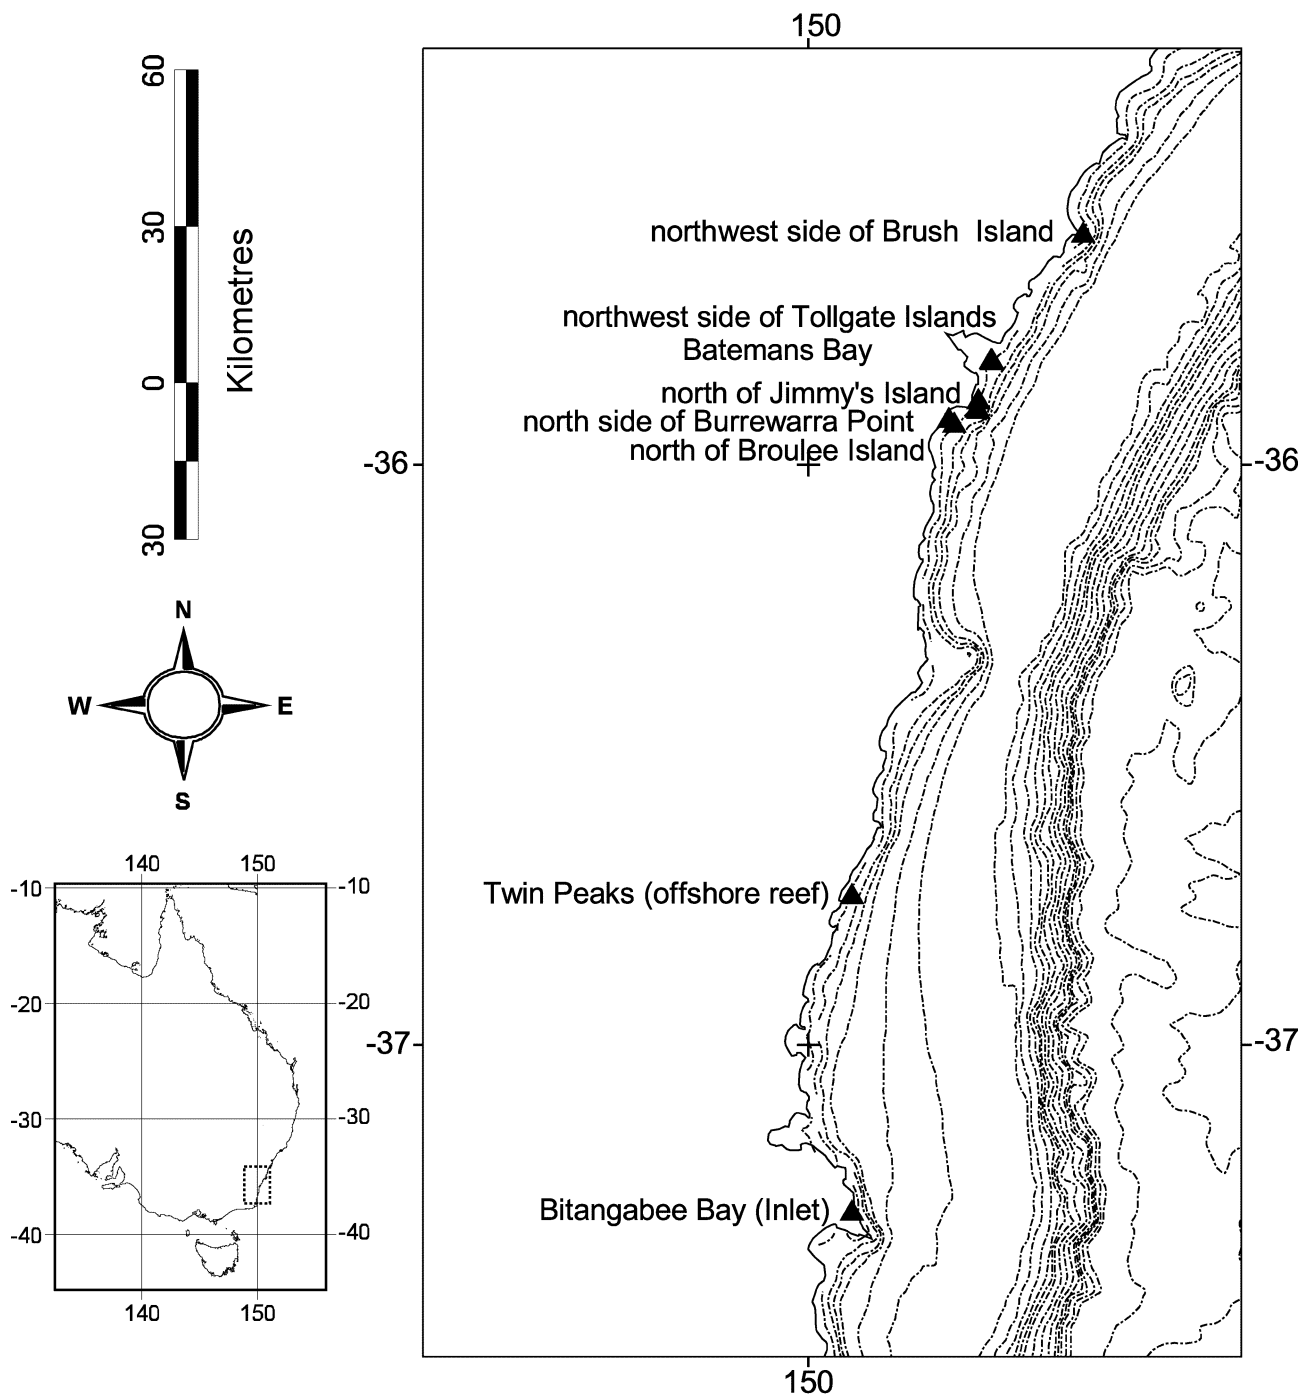 150
60
30
0
30
Kilometres
northwest side of Brush Island
northwest side of Tollgate Islands
Batemans Bay
north of Jimmy's Island
north side of Burrewarra Point
north of Broulee Island
-36
-36
N
W
E
S
140
150
-10
-10
-20
-20
-30
-30
-40
-40
140
150
Twin Peaks (offshore reef)
-37
-37
Bitangabee Bay (Inlet)
150